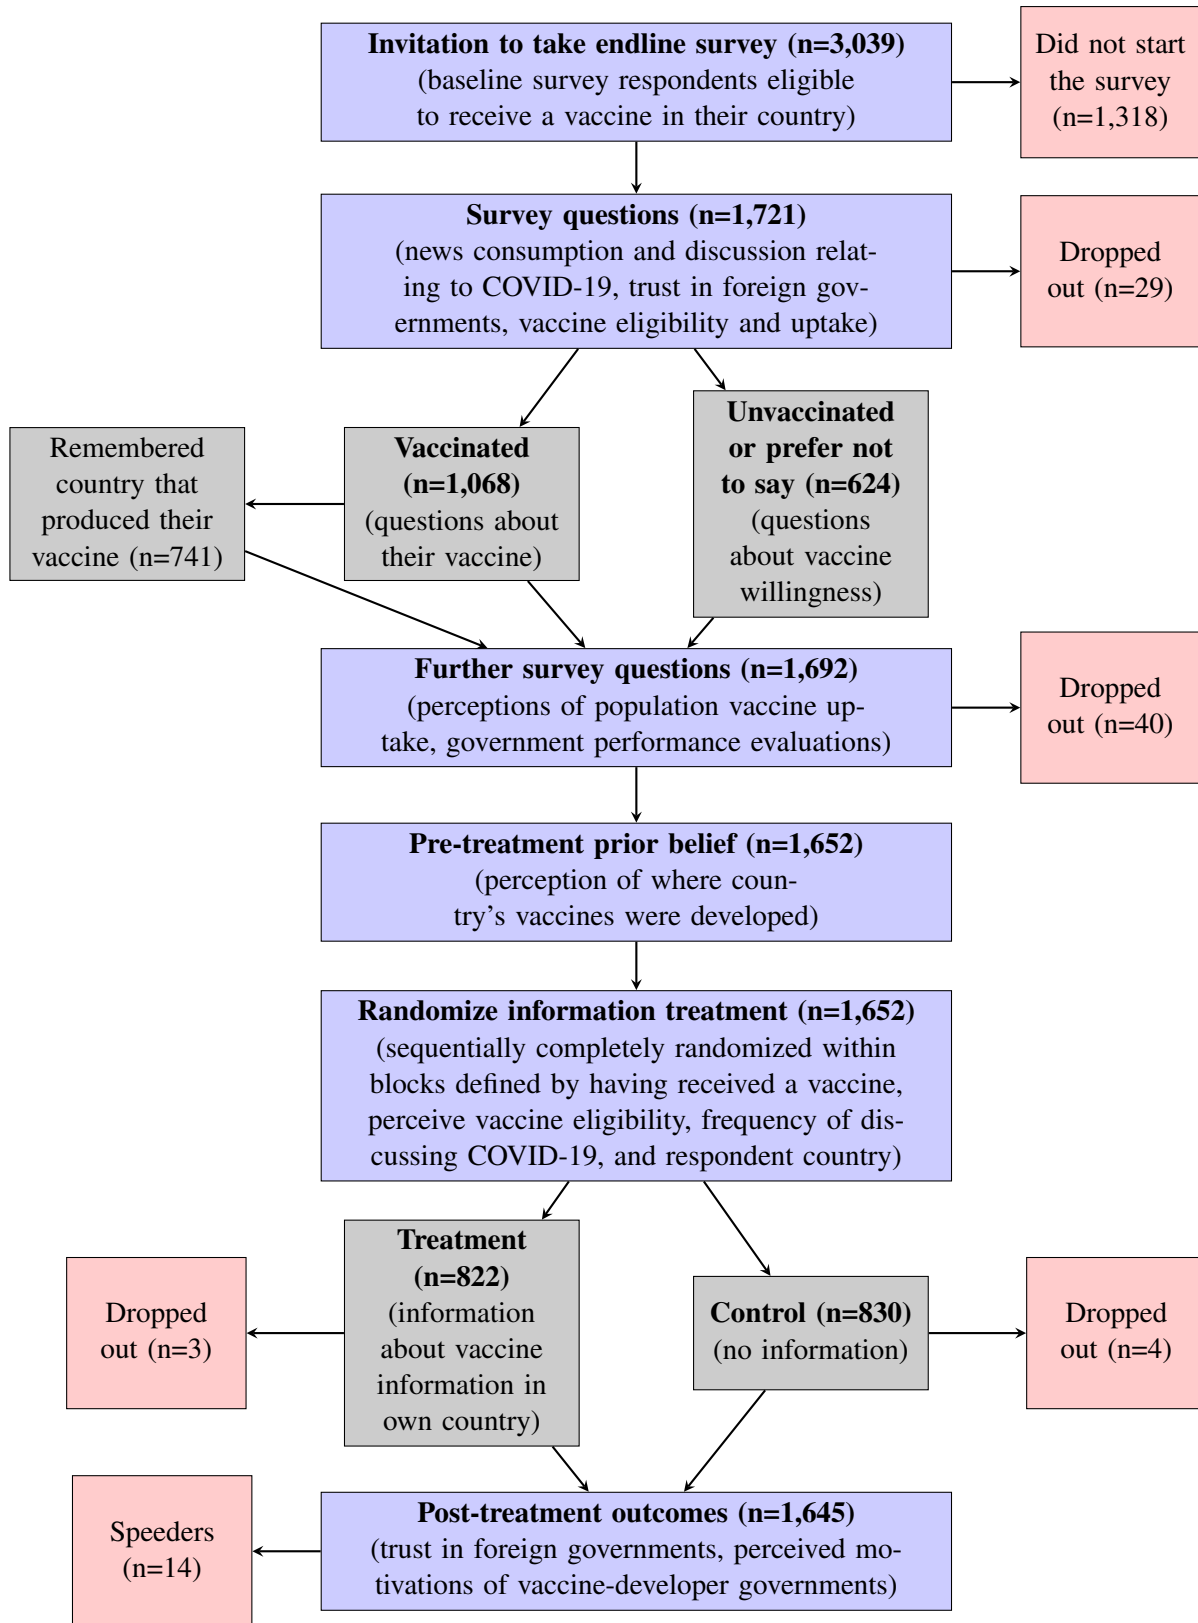 Invitation to take endline survey (n=3,039)
(baseline survey respondents eligible
to receive a vaccine in their country)
Did not start
the survey
(n=1,318)
Survey questions (n=1,721)
(news consumption and discussion relat-
ing to COVID-19, trust in foreign gov-
ernments, vaccine eligibility and uptake)
Dropped
out (n=29)
Remembered
country that
produced their
vaccine (n=741)
Vaccinated
(n=1,068)
(questions about
their vaccine)
Unvaccinated
or prefer not
to say (n=624)
(questions
about vaccine
willingness)
Further survey questions (n=1,692)
(perceptions of population vaccine up-
take, government performance evaluations)
Dropped
out (n=40)
Pre-treatment prior belief (n=1,652)
(perception of where coun-
try's vaccines were developed)
Randomize information treatment (n=1,652)
(sequentially completely randomized within
blocks defined by having received a vaccine,
perceive vaccine eligibility, frequency of dis-
cussing COVID-19, and respondent country)
Dropped
out (n=3)
Treatment
(n=822)
(information
about vaccine
information in
own country)
Control (n=830)
(no information)
Dropped
out (n=4)
Speeders
(n=14)
Post-treatment outcomes (n=1,645)
(trust in foreign governments, perceived mo-
tivations of vaccine-developer governments)